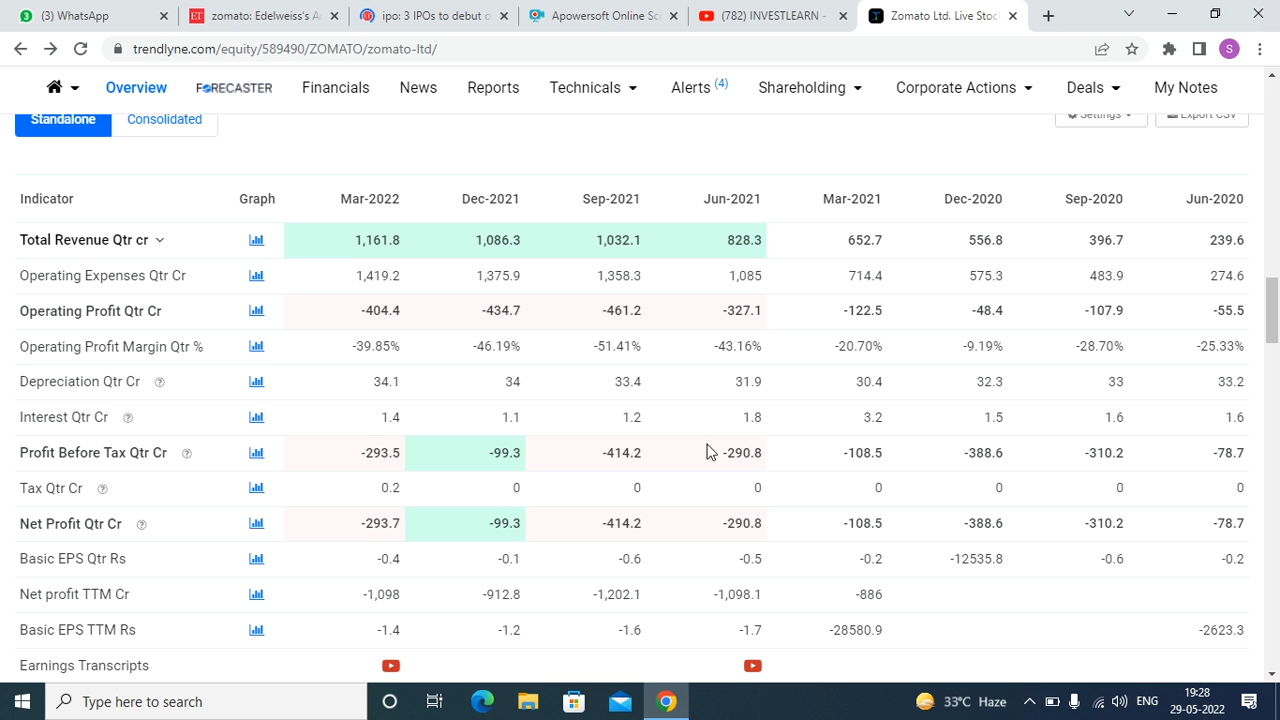 (3) WhatsApp zomato: Edelweiss's A ipo: 3 IPOs to debut o Apowersoft Online Sc (782) INVESTLEARN - Zomato Ltd. Live Stoc
trendlyne.com/equity/589490/ZOMATO/zomato-ltd/ S
Overview FORECASTER Financials News Reports Technicals Alerts (4) Shareholding Corporate Actions Deals My Notes
Standalone Consolidated Settings Export CSV
Indicator Graph Mar-2022 Dec-2021 Sep-2021 Jun-2021 Mar-2021 Dec-2020 Sep-2020 Jun-2020
Total Revenue Qtr cr 1,161.8 1,086.3 1,032.1 828.3 652.7 556.8 396.7 239.6
Operating Expenses Qtr Cr 1,419.2 1,375.9 1,358.3 1,085 714.4 575.3 483.9 274.6
Operating Profit Qtr Cr -404.4 -434.7 -461.2 -327.1 -122.5 -48.4 -107.9 -55.5
Operating Profit Margin Qtr % -39.85% -46.19% -51.41% -43.16% -20.70% -9.19% -28.70% -25.33%
Depreciation Qtr Cr ? 34.1 34 33.4 31.9 30.4 32.3 33 33.2
Interest Qtr Cr ? 1.4 1.1 1.2 1.8 3.2 1.5 1.6 1.6
Profit Before Tax Qtr Cr ? -293.5 -99.3 -414.2 -290.8 -108.5 -388.6 -310.2 -78.7
Tax Qtr Cr ? 0.2 0 0 0 0 0 0 0
Net Profit Qtr Cr ? -293.7 -99.3 -414.2 -290.8 -108.5 -388.6 -310.2 -78.7
Basic EPS Qtr Rs -0.4 -0.1 -0.6 -0.5 -0.2 -12535.8 -0.6 -0.2
Net profit TTM Cr -1,098 -912.8 -1,202.1 -1,098.1 -886
Basic EPS TTM Rs -1.4 -1.2 -1.6 -1.7 -28580.9 -2623.3
Earnings Transcripts
Type here to search 33°C Haze ENG 19:28
29-05-2022